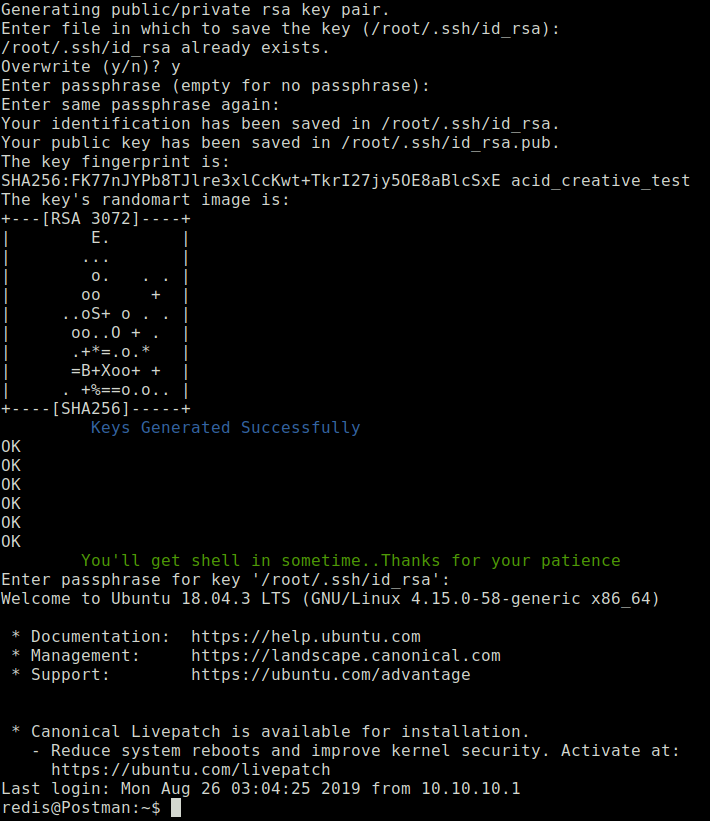 Generating public/private rsa key pair.
Enter file in which to save the key (/root/.ssh/id_rsa):
/root/.ssh/id_rsa already exists.
Overwrite (y/n)? y
Enter passphrase (empty for no passphrase):
Enter same passphrase again:
Your identification has been saved in /root/.ssh/id_rsa.
Your public key has been saved in /root/.ssh/id_rsa.pub.
The key fingerprint is:
SHA256:FK77nJYPb8TJlre3xlCcKwt+TkrI27jy5OE8aBlcSxE acid_creative_test
The key's randomart image is:
+---[RSA 3072]----+
|        E.       |
|       ...       |
|        o.   . . |
|       oo     +  |
|     ..oS+ o . . |
|      oo..O + .  |
|      .+*=.o.*   |
|      =B+Xoo+ +  |
|     . +%==o.o.. |
+----[SHA256]-----+
         Keys Generated Successfully
OK
OK
OK
OK
OK
OK
        You'll get shell in sometime..Thanks for your patience
Enter passphrase for key '/root/.ssh/id_rsa':
Welcome to Ubuntu 18.04.3 LTS (GNU/Linux 4.15.0-58-generic x86_64)

 * Documentation:  https://help.ubuntu.com
 * Management:     https://landscape.canonical.com
 * Support:        https://ubuntu.com/advantage


 * Canonical Livepatch is available for installation.
   - Reduce system reboots and improve kernel security. Activate at:
     https://ubuntu.com/livepatch
Last login: Mon Aug 26 03:04:25 2019 from 10.10.10.1
redis@Postman:~$